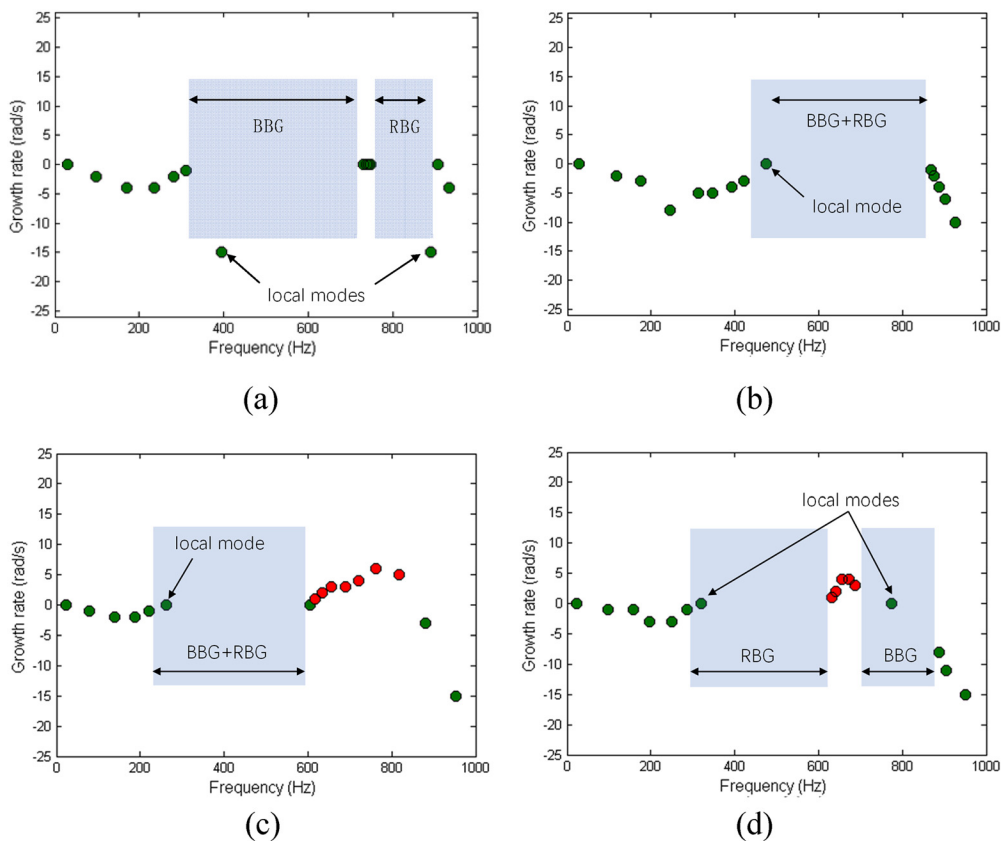 25
20
15
10
5
0
-5
-10
-15
-20
-25
Growth rate (rad/s)
BBG
RBG
local modes
0 200 400 600 800 1000
Frequency (Hz)
(a)
25
20
15
10
5
0
-5
-10
-15
-20
-25
Growth rate (rad/s)
BBG+RBG
local mode
0 200 400 600 800 1000
Frequency (Hz)
(b)
25
20
15
10
5
0
-5
-10
-15
-20
-25
Growth rate (rad/s)
local mode
BBG+RBG
0 200 400 600 800 1000
Frequency (Hz)
(c)
25
20
15
10
5
0
-5
-10
-15
-20
-25
Growth rate (rad/s)
local modes
RBG
BBG
0 200 400 600 800 1000
Frequency (Hz)
(d)